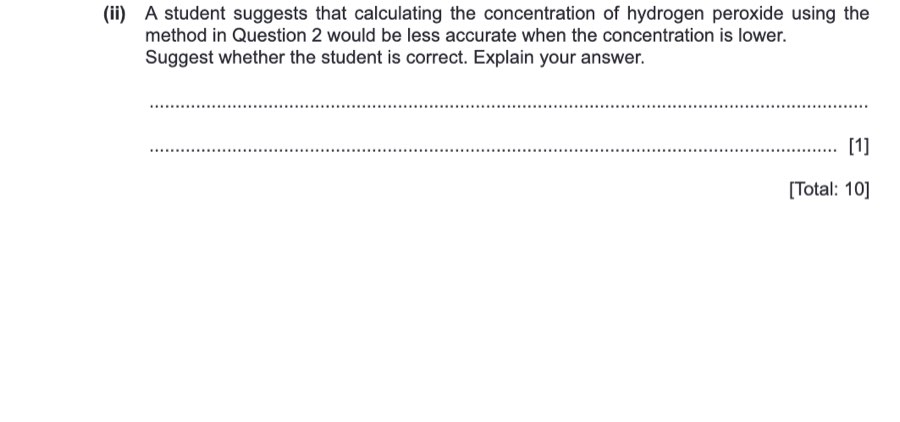 (ii) A student suggests that calculating the concentration of hydrogen peroxide using the
method in Question 2 would be less accurate when the concentration is lower.
Suggest whether the student is correct. Explain your answer.
..........................................................................................................................................
.................................................................................................................................... [1]
[Total: 10]